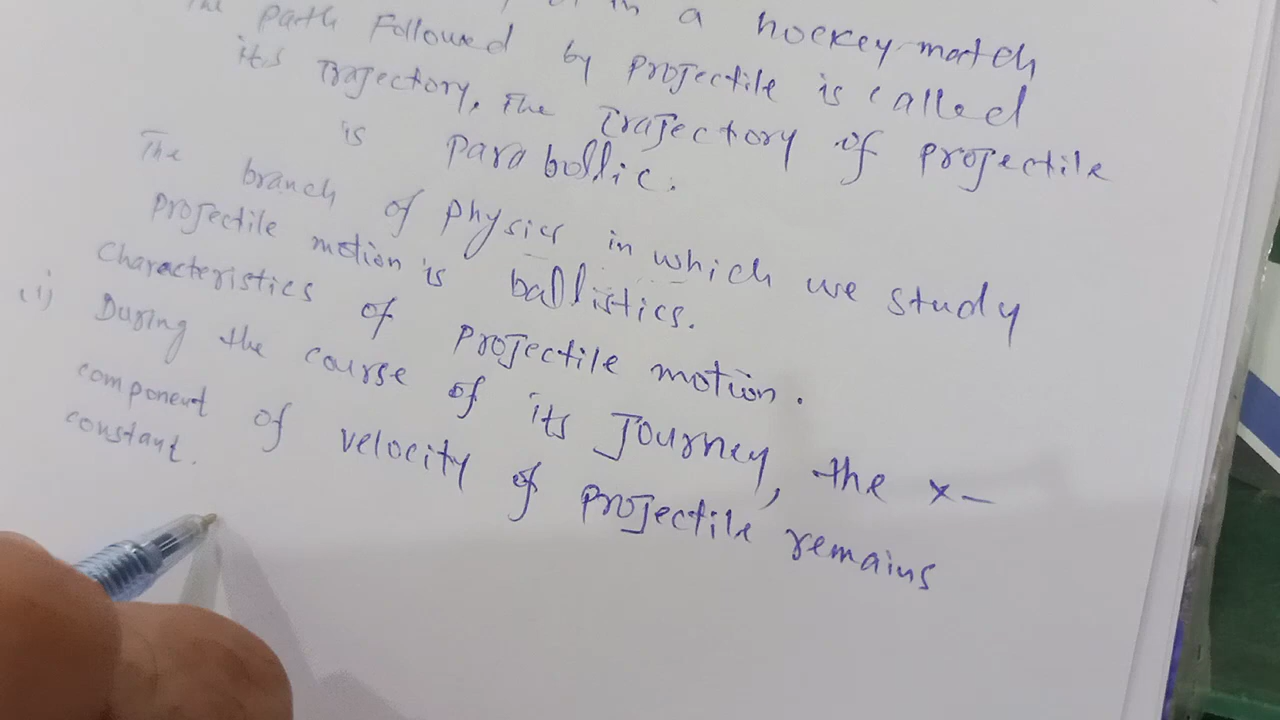 in a hockey match
The path Followed by projectile is called
its Trajectory, The Trajectory of projectile
is parabollic.
The branch of physics in which we study
projectile motion is ballistics.
Characteristics of projectile motion.
(i) During the course of its Journey, the x-
component of velocity of projectile remains
constant.